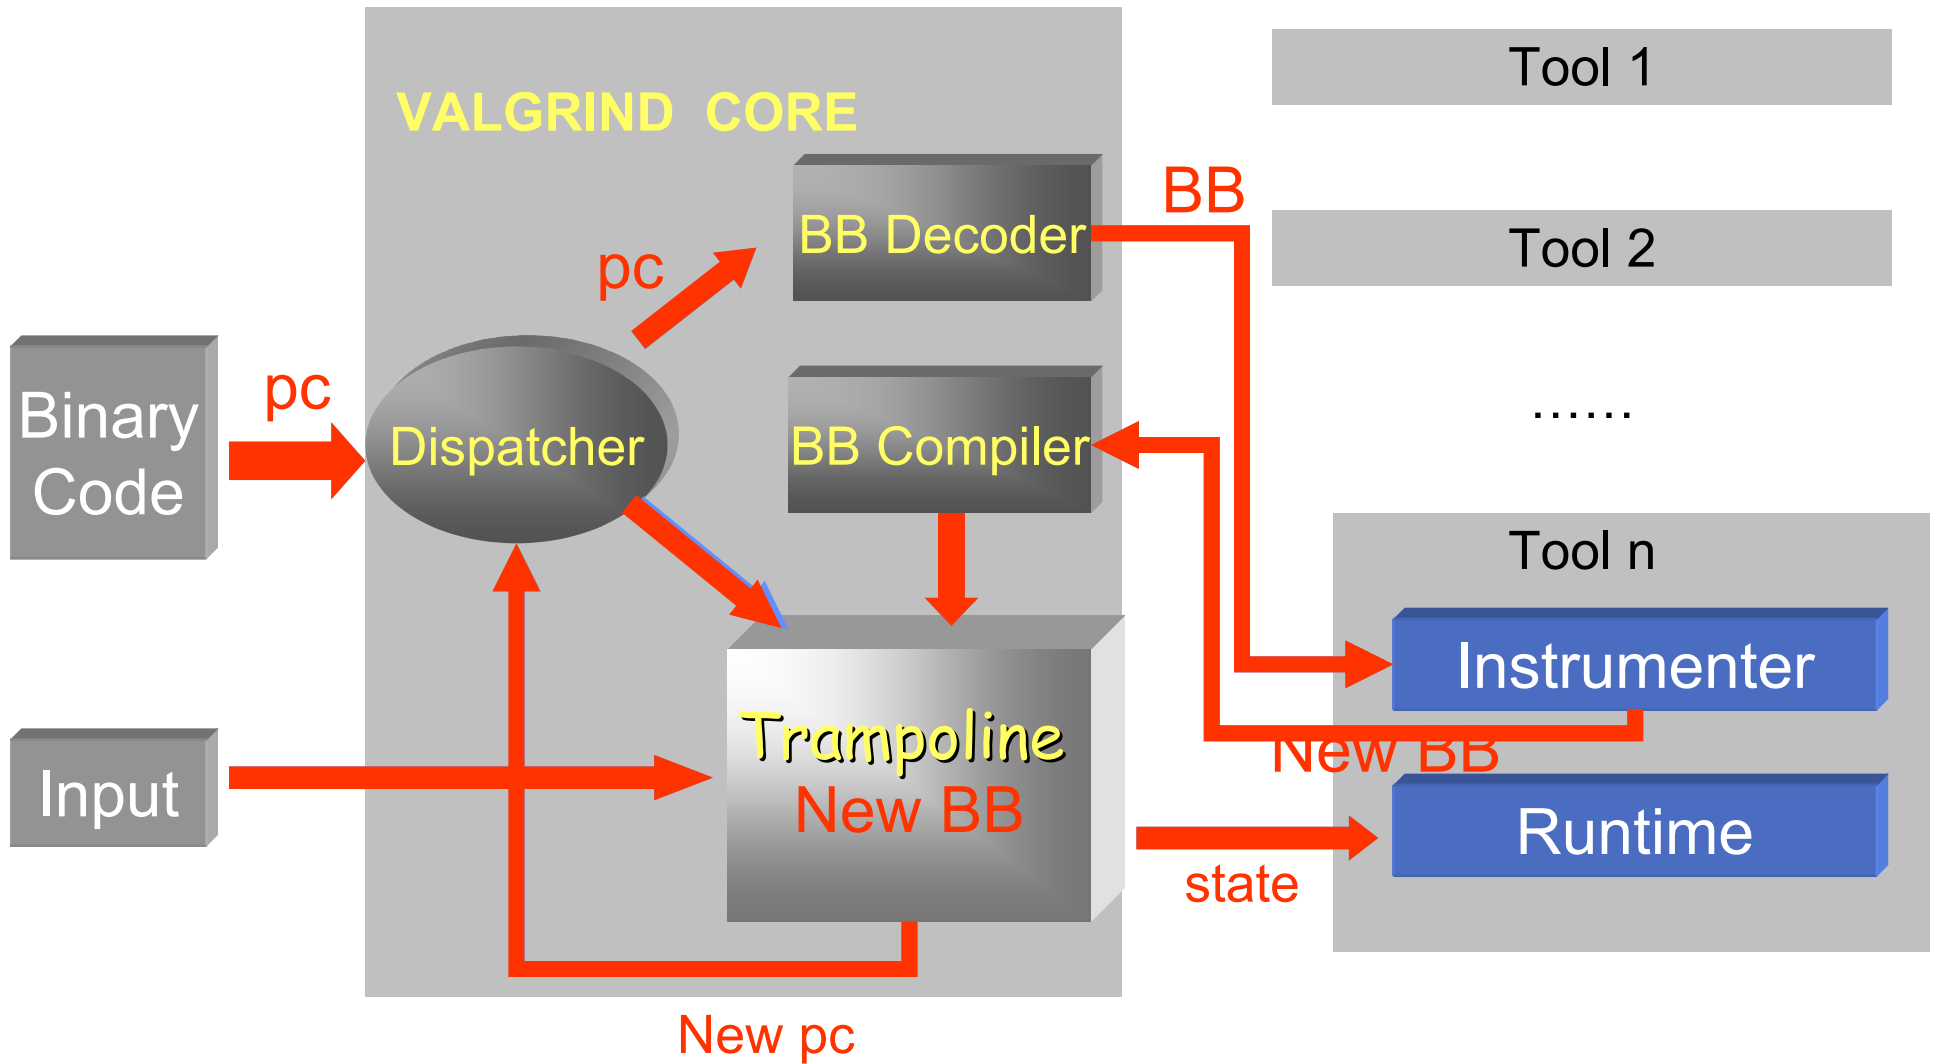 VALGRIND CORE
Tool 1
BB Decoder
BB
Tool 2
pc
Binary
Code
pc
Dispatcher
BB Compiler
......
Tool n
Instrumenter
New BB
Input
Trampoline
New BB
Runtime
state
New pc